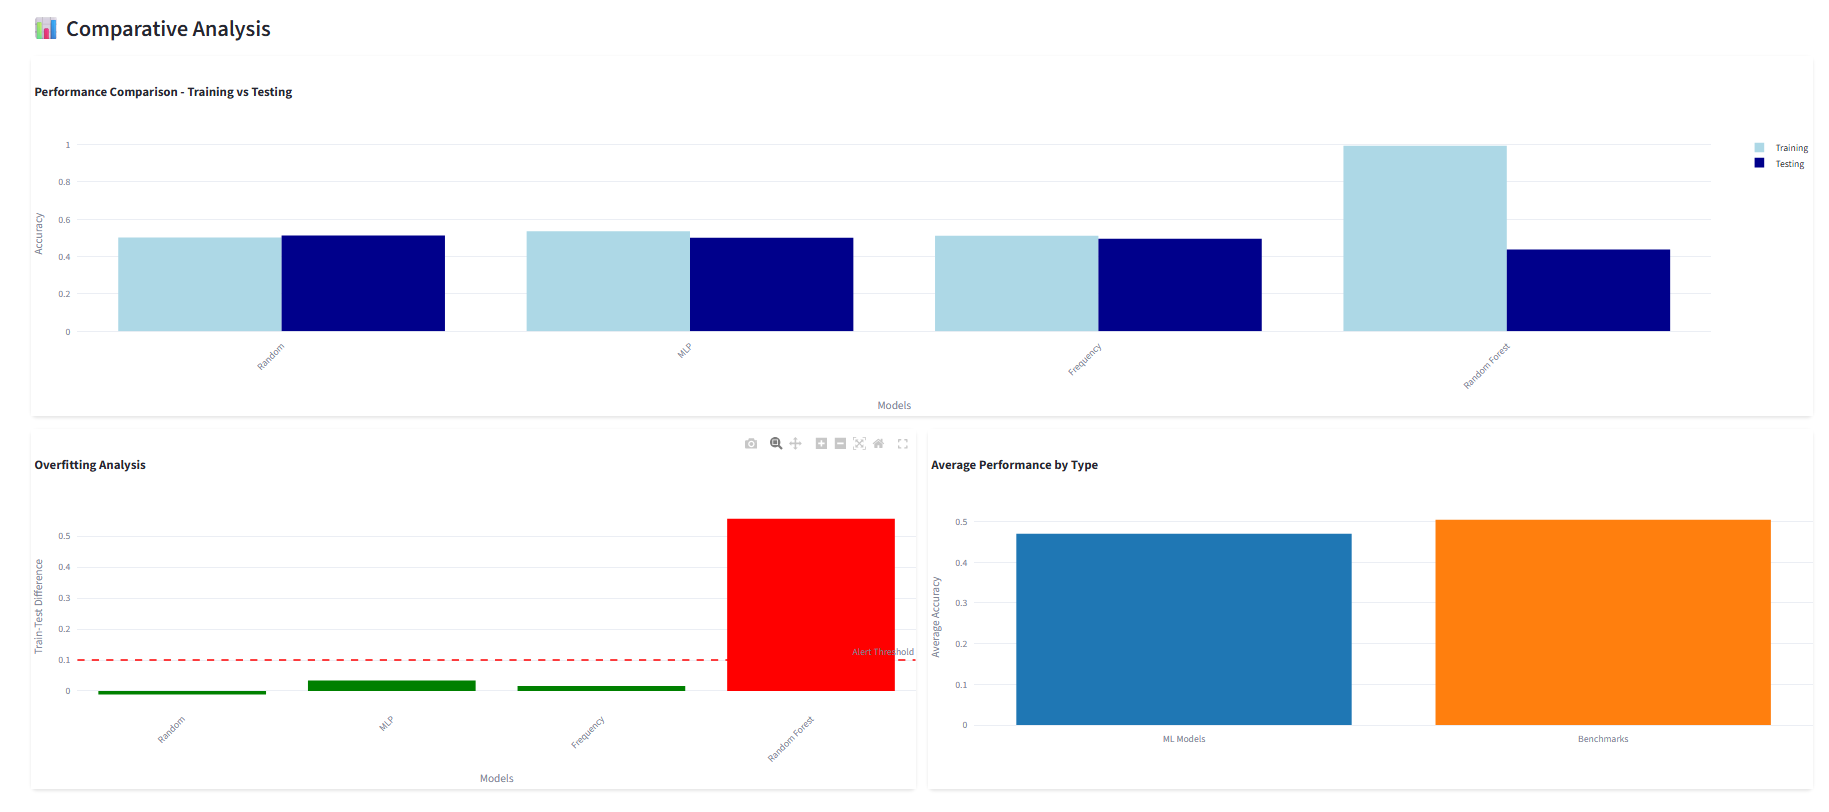 Comparative Analysis
Performance Comparison - Training vs Testing
1
0.8
0.6
0.4
0.2
0
Accuracy
Training
Testing
Random
MLP
Frequency
Random Forest
Models
Overfitting Analysis
0.5
0.4
0.3
0.2
0.1
0
Train-Test Difference
Alert Threshold
Random
MLP
Frequency
Random Forest
Models
Average Performance by Type
0.5
0.4
0.3
0.2
0.1
0
Average Accuracy
ML Models
Benchmarks